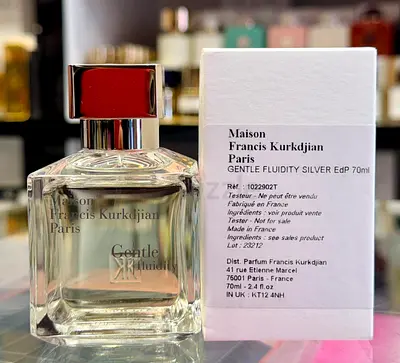 Maison
Francis Kurkdjian
Paris
Gentle
fluidity
Maison
Francis Kurkdjian
Paris
GENTLE FLUIDITY SILVER EdP 70ml
Réf. : 1022902T
Testeur - Ne peut être vendu
Fabriqué en France
Ingrédients : voir produit vente
Tester - Not for sale
Made in France
Ingredients : see sales product
Lot : 23212
Dist. Parfum Francis Kurkdjian
41 rue Etienne Marcel
75001 Paris - France
70ml - 2.4 fl.oz
IN UK : KT12 4NH